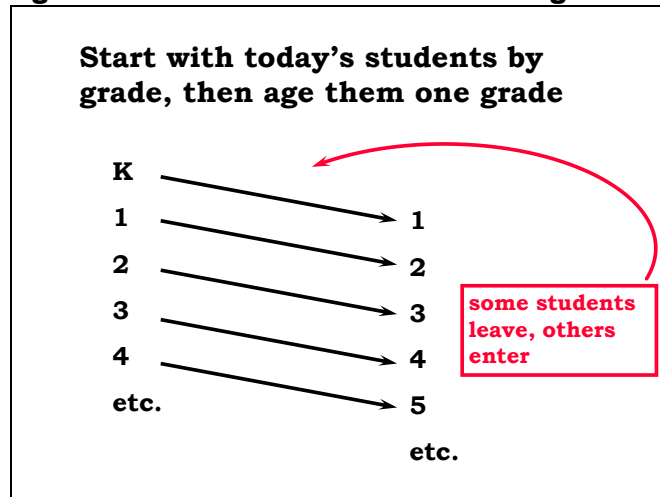 Start with today's students by
grade, then age them one grade
K
1
2
3
4
etc.
1
2
3
4
5
etc.
some students
leave, others
enter